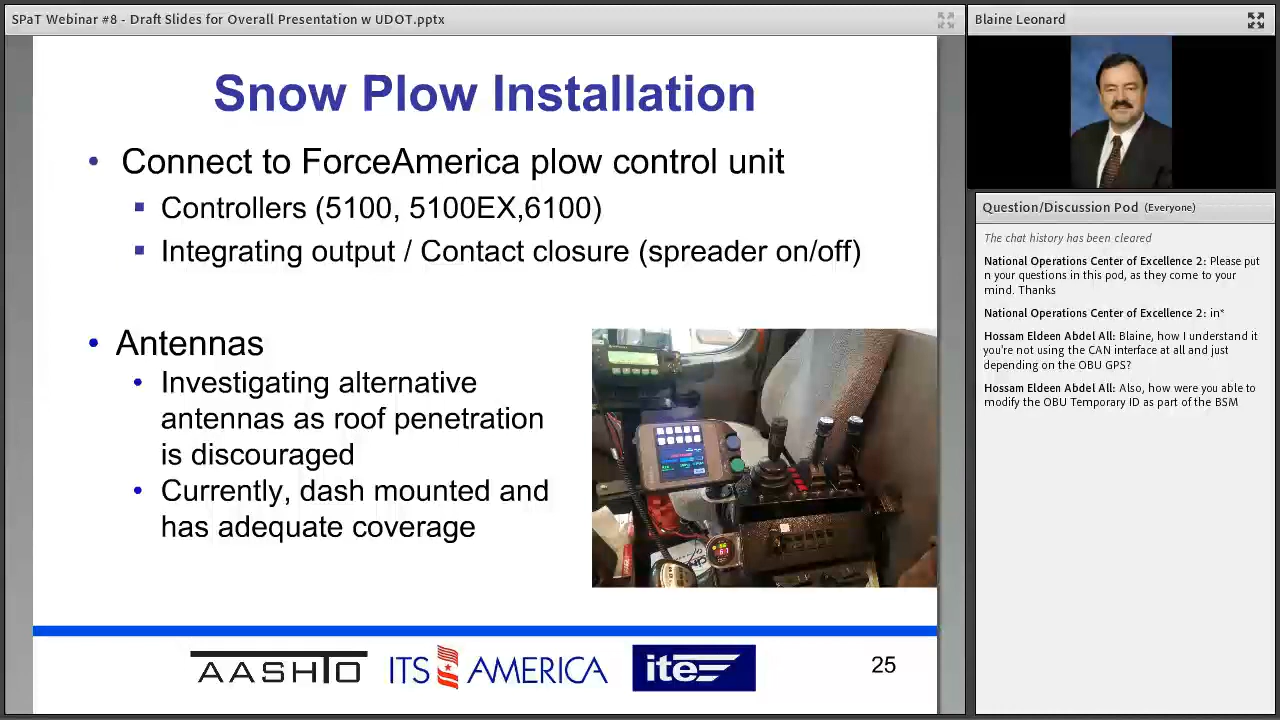 SPaT Webinar #8 - Draft Slides for Overall Presentation w UDOT.pptx
Snow Plow Installation
• Connect to ForceAmerica plow control unit
▪ Controllers (5100, 5100EX,6100)
▪ Integrating output / Contact closure (spreader on/off)
• Antennas
• Investigating alternative
antennas as roof penetration
is discouraged
• Currently, dash mounted and
has adequate coverage
AASHTO
ITS AMERICA
ite
25
Blaine Leonard
Question/Discussion Pod (Everyone)
The chat history has been cleared
National Operations Center of Excellence 2: Please put
n your questions in this pod, as they come to your
mind. Thanks
National Operations Center of Excellence 2: in*
Hossam Eldeen Abdel All: Blaine, how I understand it
you're not using the CAN interface at all and just
depending on the OBU GPS?
Hossam Eldeen Abdel All: Also, how were you able to
modify the OBU Temporary ID as part of the BSM